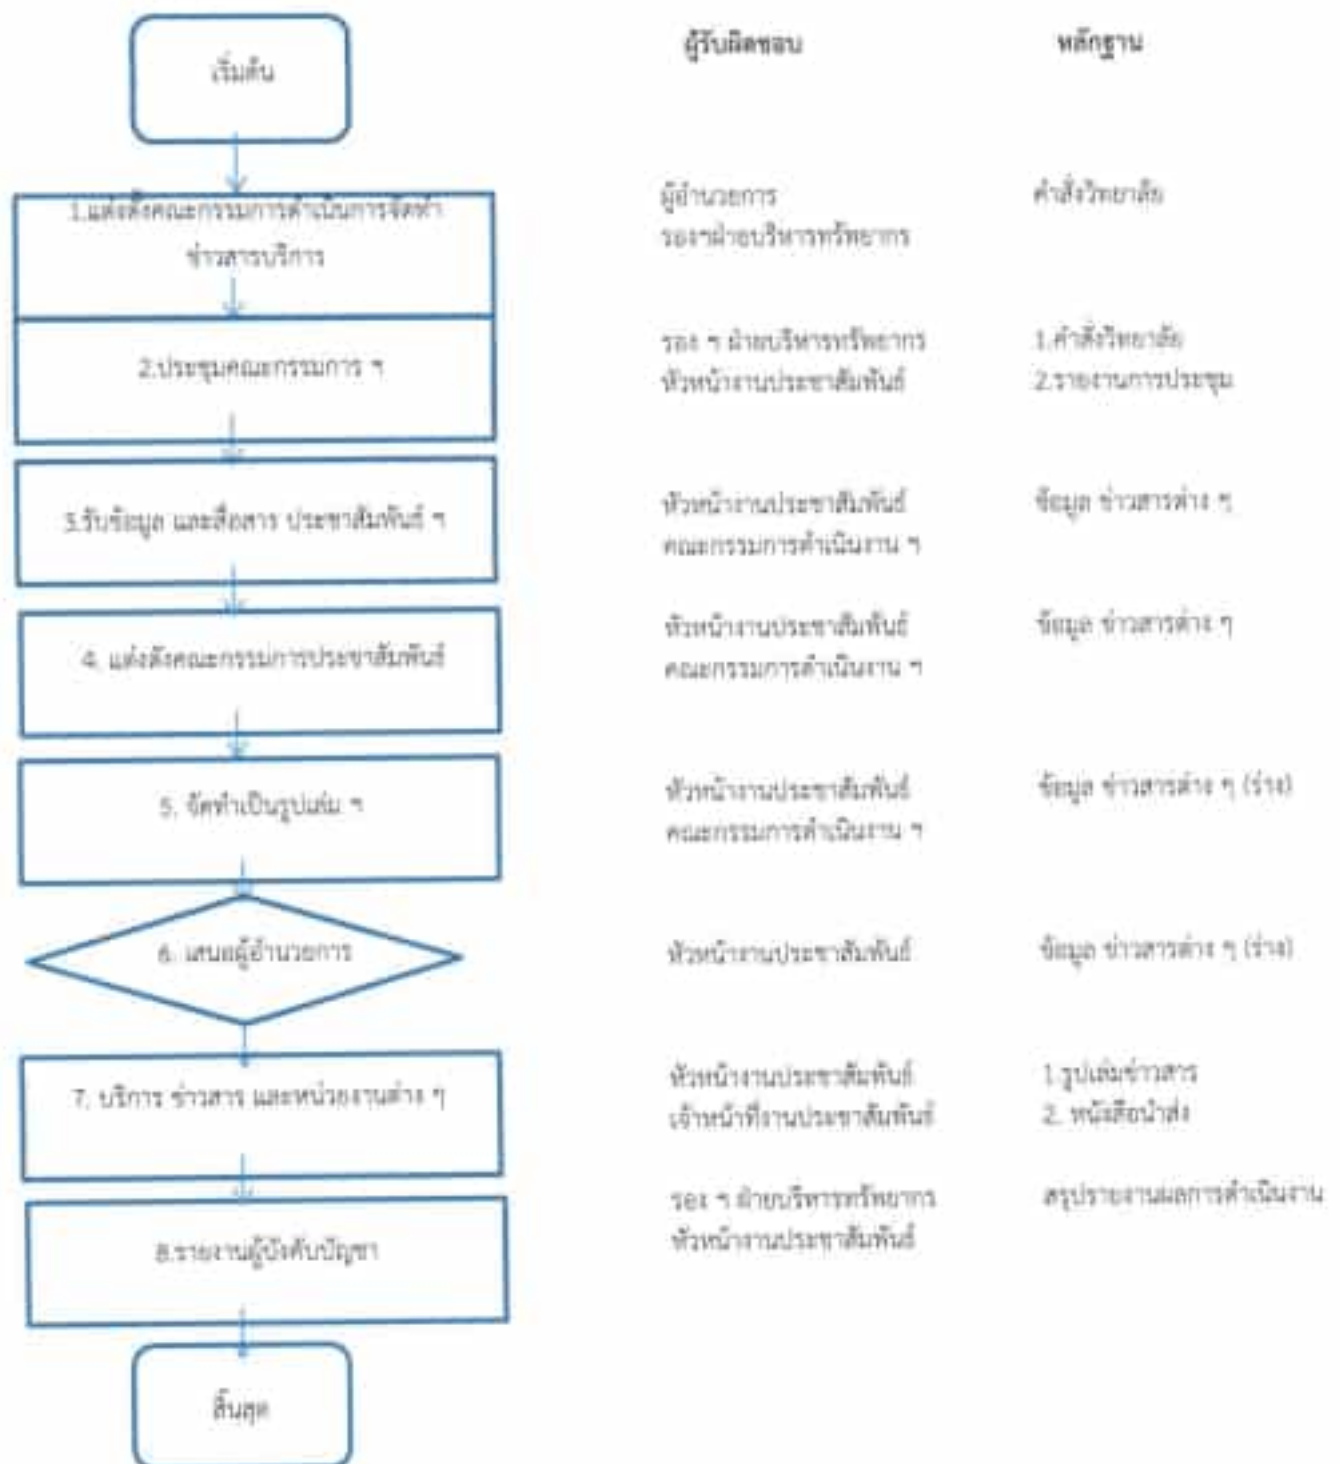 ผู้รับผิดชอบ
หลักฐาน
เริ่มต้น
1.แต่งตั้งคณะกรรมการดำเนินการจัดทำ
ข่าวสารบริการ
ผู้อำนวยการ
รองฯฝ่ายบริหารทรัพยากร
คำสั่งวิทยาลัย
2.ประชุมคณะกรรมการ ฯ
รอง ฯ ฝ่ายบริหารทรัพยากร
หัวหน้างานประชาสัมพันธ์
1.คำสั่งวิทยาลัย
2.รายงานการประชุม
3.รับข้อมูล และสื่อสาร ประชาสัมพันธ์ ฯ
หัวหน้างานประชาสัมพันธ์
คณะกรรมการดำเนินงาน ฯ
ข้อมูล ข่าวสารต่าง ๆ
4. แต่งตั้งคณะกรรมการประชาสัมพันธ์
หัวหน้างานประชาสัมพันธ์
คณะกรรมการดำเนินงาน ฯ
ข้อมูล ข่าวสารต่าง ๆ
5. จัดทำเป็นรูปเล่ม ฯ
หัวหน้างานประชาสัมพันธ์
คณะกรรมการดำเนินงาน ฯ
ข้อมูล ข่าวสารต่าง ๆ (ร่าง)
6. เสนอผู้อำนวยการ
หัวหน้างานประชาสัมพันธ์
ข้อมูล ข่าวสารต่าง ๆ (ร่าง)
7. บริการ ข่าวสาร และหน่วยงานต่าง ๆ
หัวหน้างานประชาสัมพันธ์
เจ้าหน้าที่งานประชาสัมพันธ์
1.รูปเล่มข่าวสาร
2. หนังสือนำส่ง
8.รายงานผู้บังคับบัญชา
รอง ฯ ฝ่ายบริหารทรัพยากร
หัวหน้างานประชาสัมพันธ์
สรุปรายงานผลการดำเนินงาน
สิ้นสุด